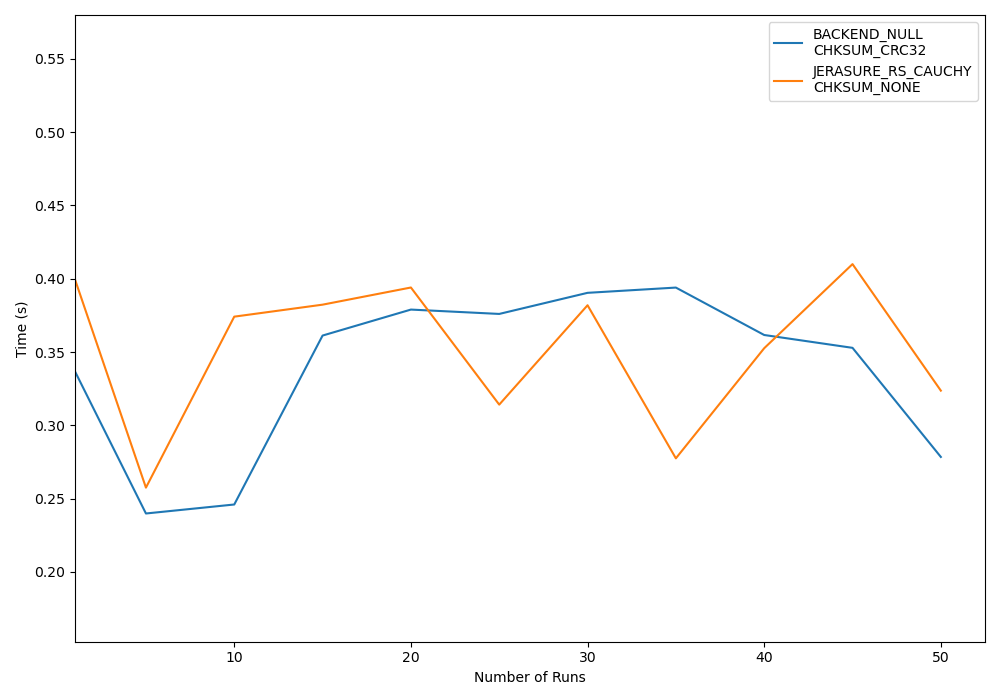 BACKEND_NULL
CHKSUM_CRC32
JERASURE_RS_CAUCHY
CHKSUM_NONE
0.55
0.50
0.45
0.40
0.35
0.30
0.25
0.20
Time (s)
10 20 30 40 50
Number of Runs